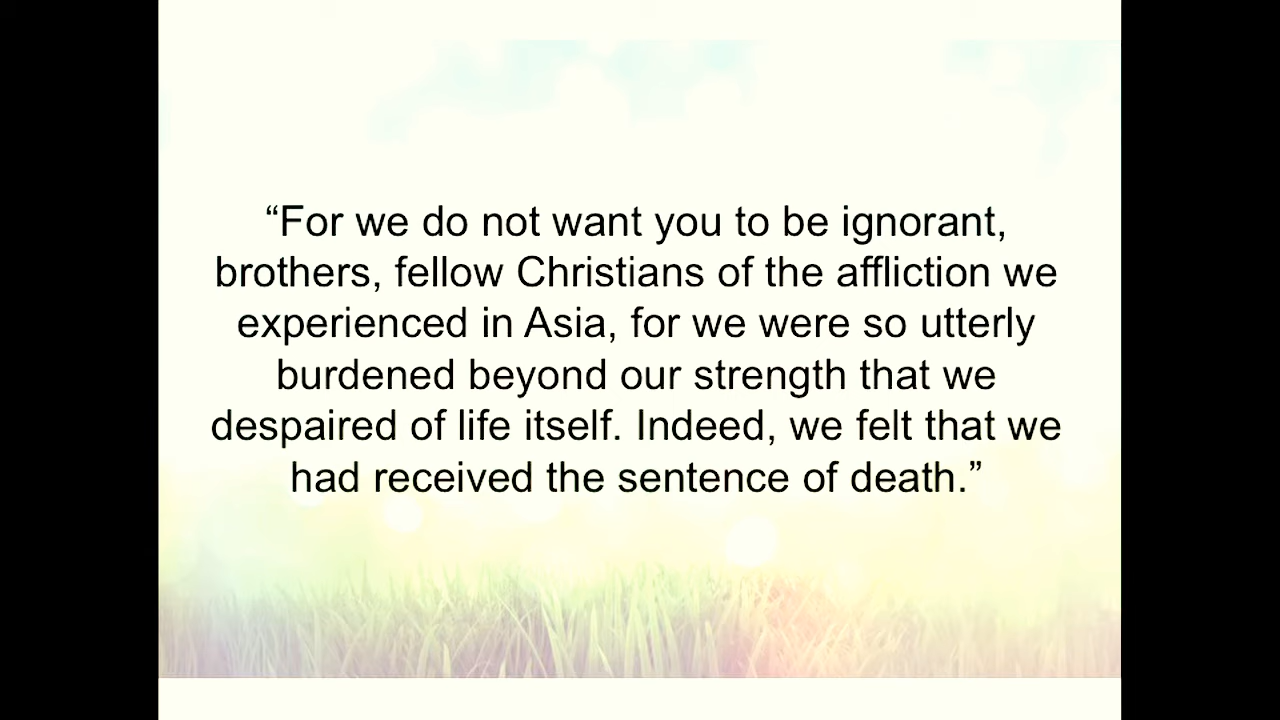 “For we do not want you to be ignorant,
brothers, fellow Christians of the affliction we
experienced in Asia, for we were so utterly
burdened beyond our strength that we
despaired of life itself. Indeed, we felt that we
had received the sentence of death.”